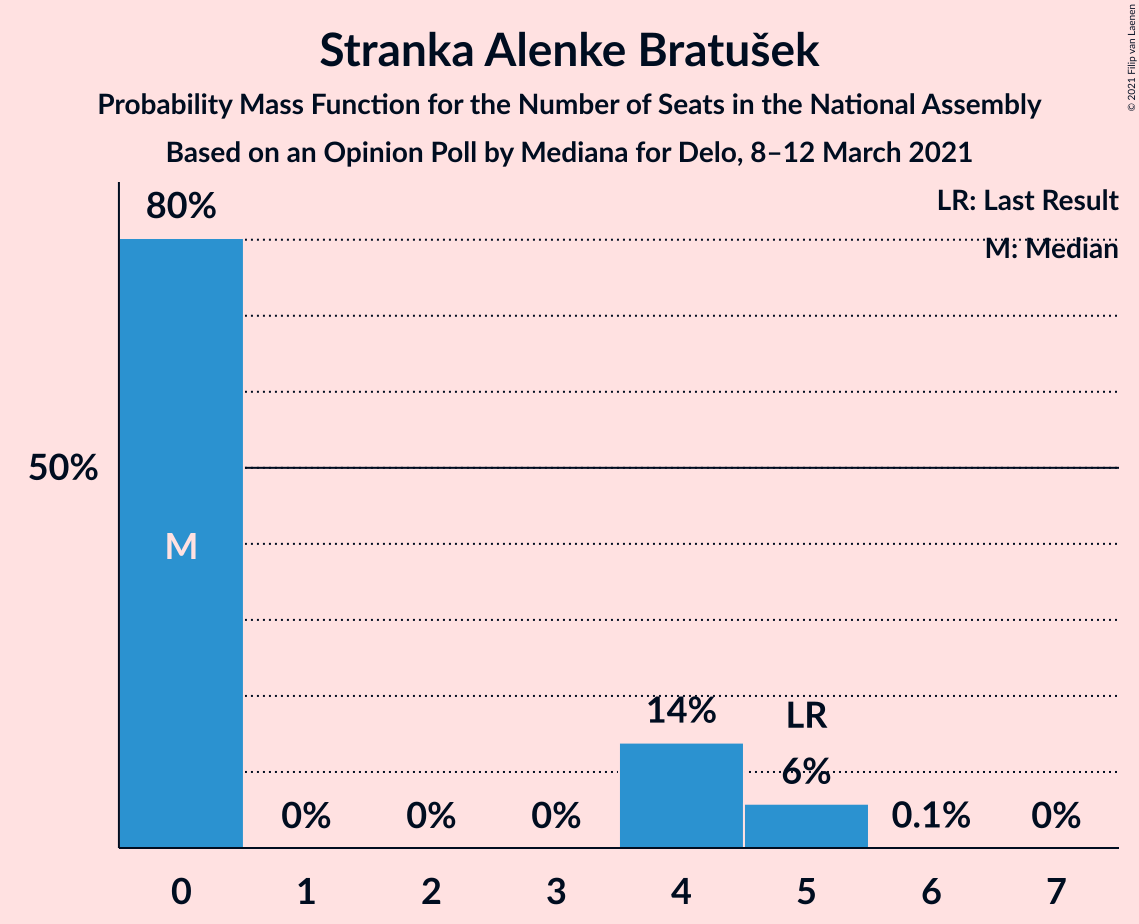 Stranka Alenke Bratušek
Probability Mass Function for the Number of Seats in the National Assembly
Based on an Opinion Poll by Mediana for Delo, 8–12 March 2021
© 2021 Filip van Laenen
LR: Last Result
M: Median
80%
50%
M
0%
0%
0%
14%
LR
6%
0.1%
0%
0 1 2 3 4 5 6 7